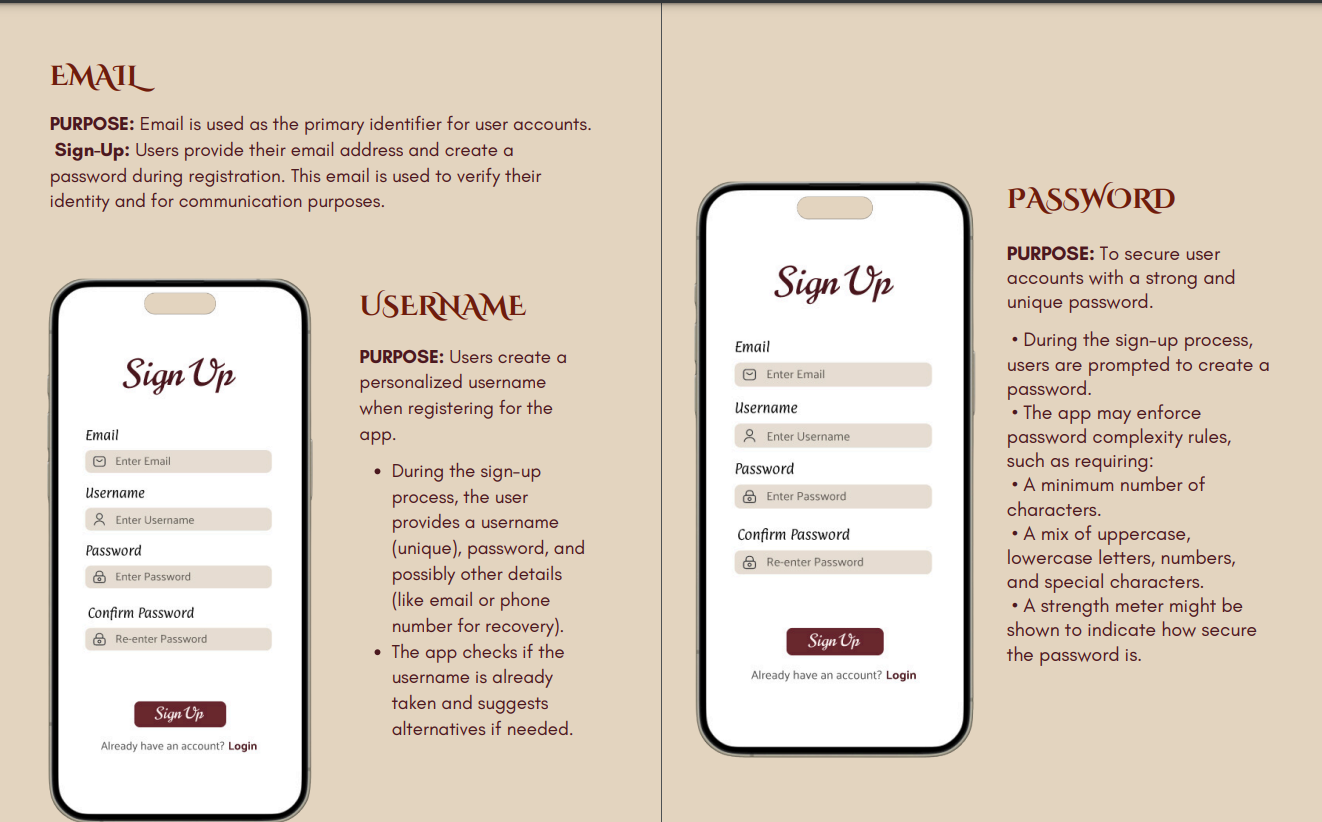 EMAIL
PURPOSE: Email is used as the primary identifier for user accounts.
Sign-Up: Users provide their email address and create a
password during registration. This email is used to verify their
identity and for communication purposes.
Sign Up
Email
Enter Email
Username
Enter Username
Password
Enter Password
Confirm Password
Re-enter Password
Sign Up
Already have an account? Login
USERNAME
PURPOSE: Users create a
personalized username
when registering for the
app.
• During the sign-up
process, the user
provides a username
(unique), password, and
possibly other details
(like email or phone
number for recovery).
• The app checks if the
username is already
taken and suggests
alternatives if needed.
Sign Up
Email
Enter Email
Username
Enter Username
Password
Enter Password
Confirm Password
Re-enter Password
Sign Up
Already have an account? Login
PASSWORD
PURPOSE: To secure user
accounts with a strong and
unique password.
• During the sign-up process,
users are prompted to create a
password.
• The app may enforce
password complexity rules,
such as requiring:
• A minimum number of
characters.
• A mix of uppercase,
lowercase letters, numbers,
and special characters.
• A strength meter might be
shown to indicate how secure
the password is.